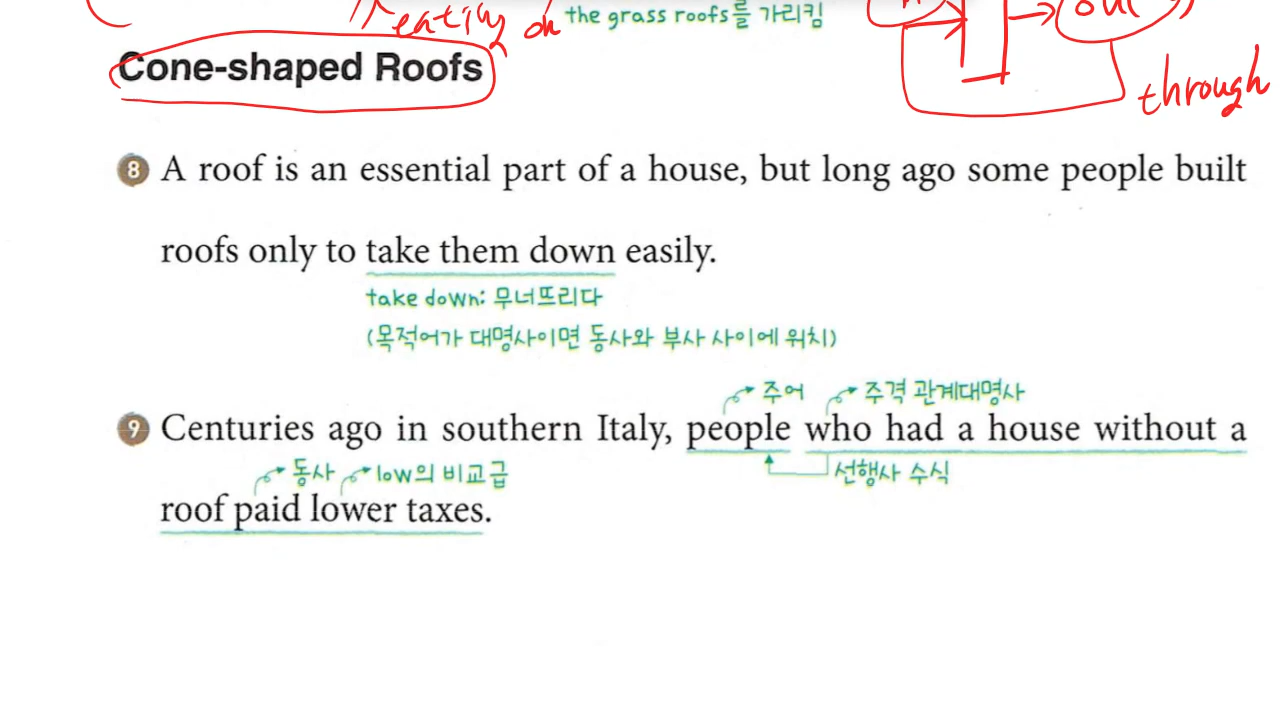 eating on the grass roofs를 가리킴
out
through
Cone-shaped Roofs
8 A roof is an essential part of a house, but long ago some people built
roofs only to take them down easily.
take down: 무너뜨리다
(목적어가 대명사이면 동사와 부사 사이에 위치)
주어 주격 관계대명사
9 Centuries ago in southern Italy, people who had a house without a
동사 low의 비교급 선행사 수식
roof paid lower taxes.